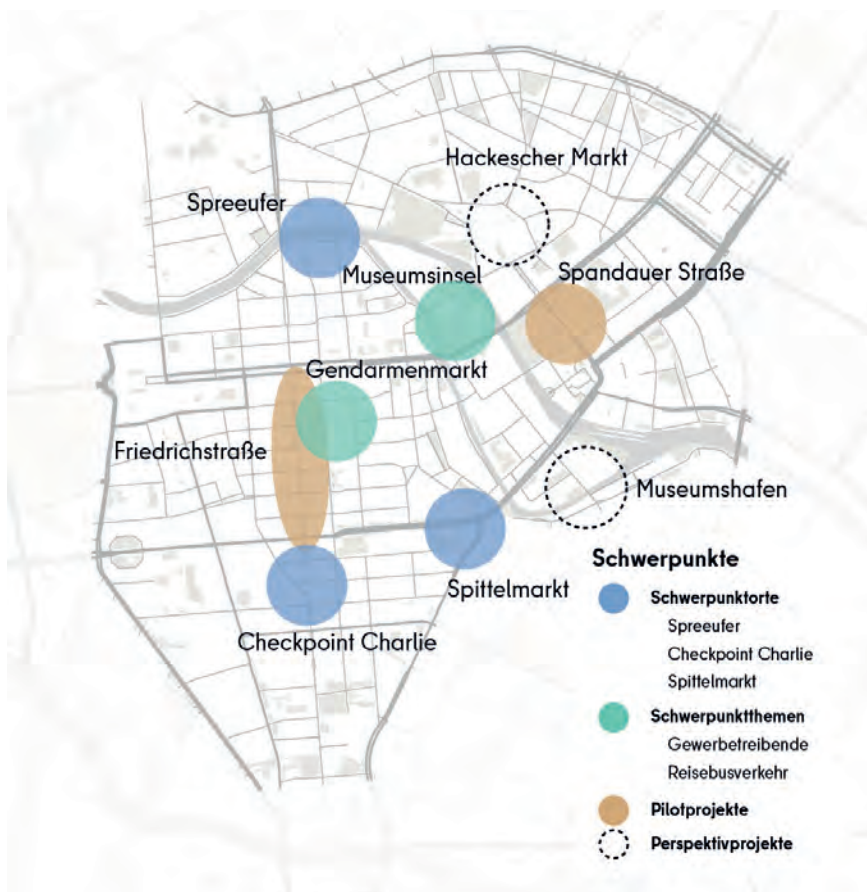 Hackescher Markt
Spreeufer
Museumsinsel
Spandauer Straße
Gendarmenmarkt
Friedrichstraße
Museumshafen
Spittelmarkt
Checkpoint Charlie
Schwerpunkte
Schwerpunktorte
Spreeufer
Checkpoint Charlie
Spittelmarkt
Schwerpunktthemen
Gewerbetreibende
Reisebusverkehr
Pilotprojekte
Perspektivprojekte